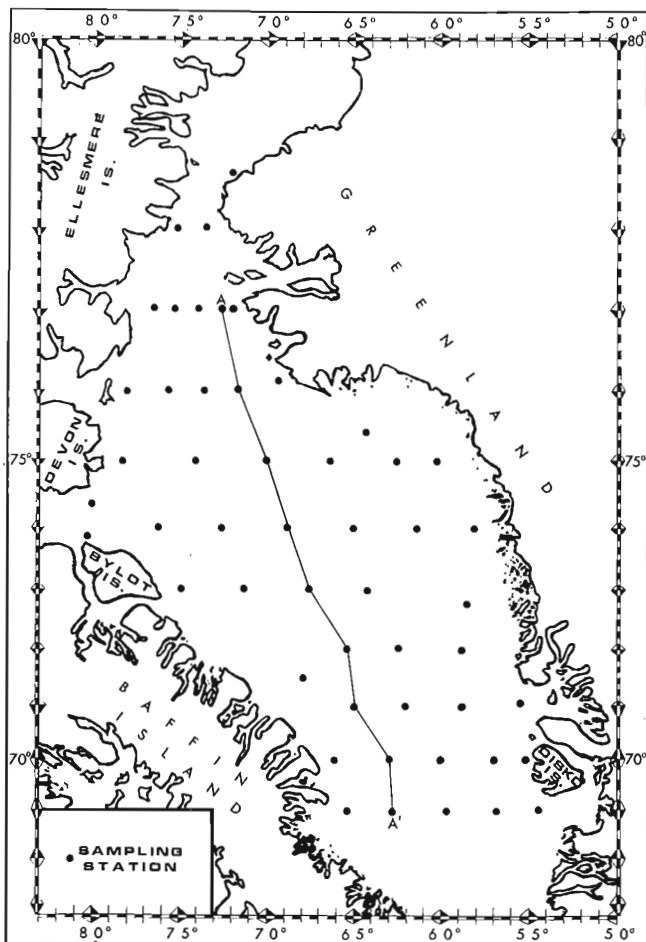 80° 75° 70° 65° 60° 55° 50°
80° 80°
ELLESMERE
IS.
GREENLAND
A
DEVON
IS.
75° 75°
BYLOT
IS.
BAFFIN
ISLAND
70° 70°
DISKO
IS.
A'
SAMPLING
STATION
80° 75° 70° 65° 60° 55° 50°